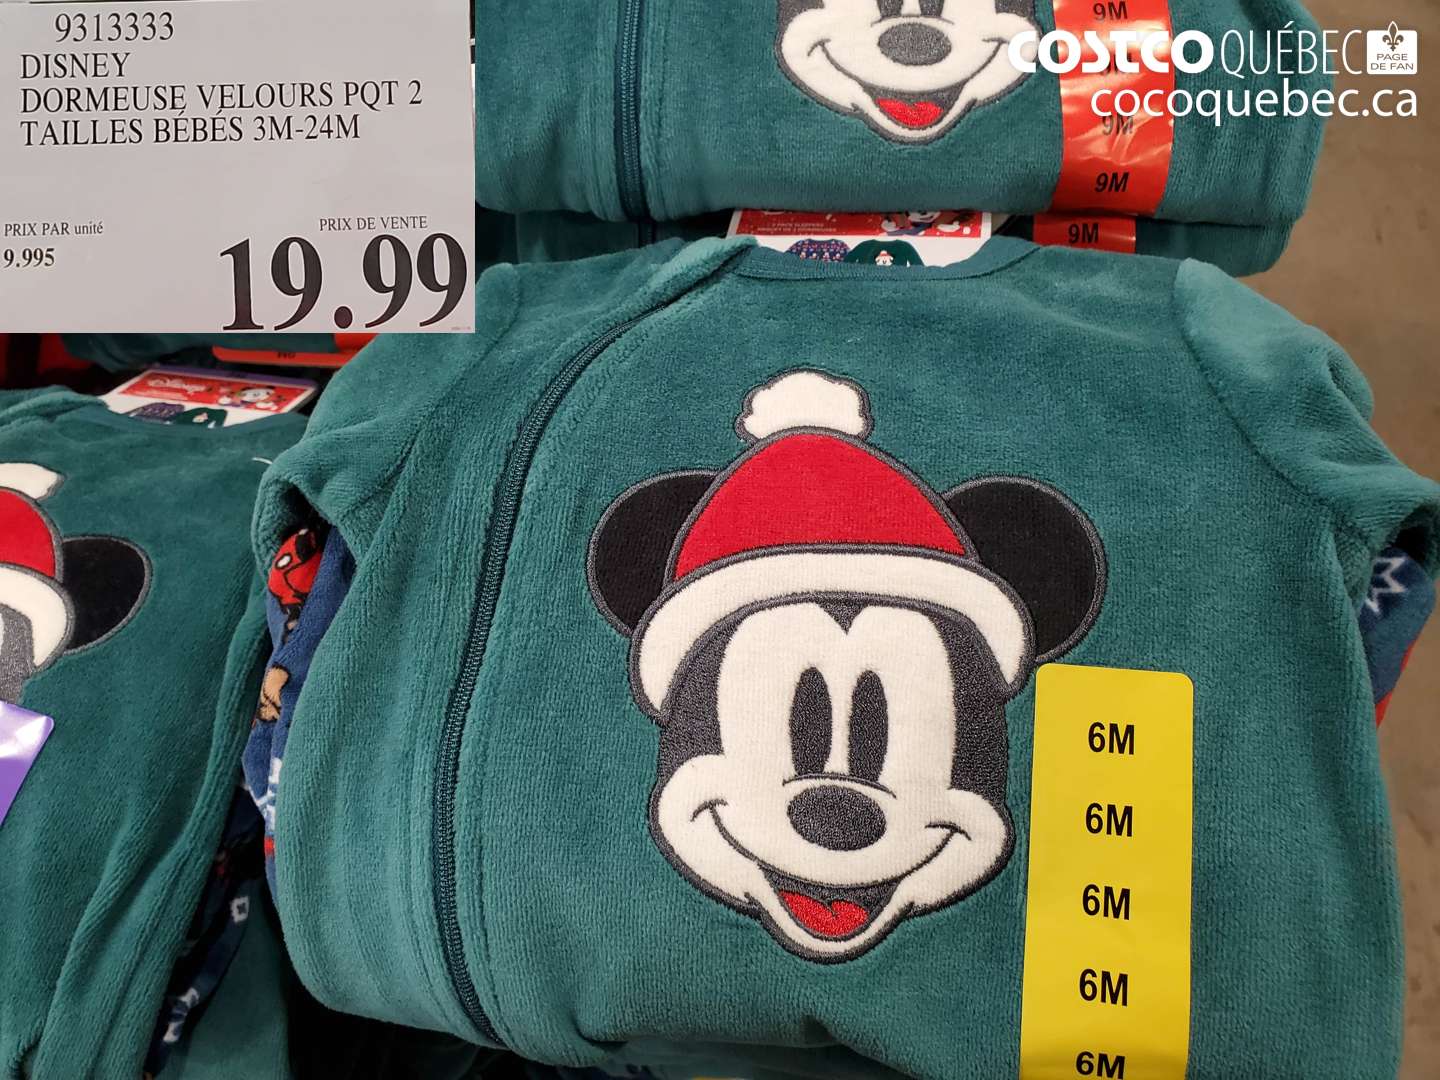 9313333
DISNEY
DORMEUSE VELOURS PQT 2
TAILLES BÉBÉS 3M-24M
PRIX PAR unité
9.995
PRIX DE VENTE
19.99
COSTCO QUÉBEC
PAGE
DE FAN
cocoquebec.ca
9M
9M
9M
9M
Disney
6M
6M
6M
6M
6M